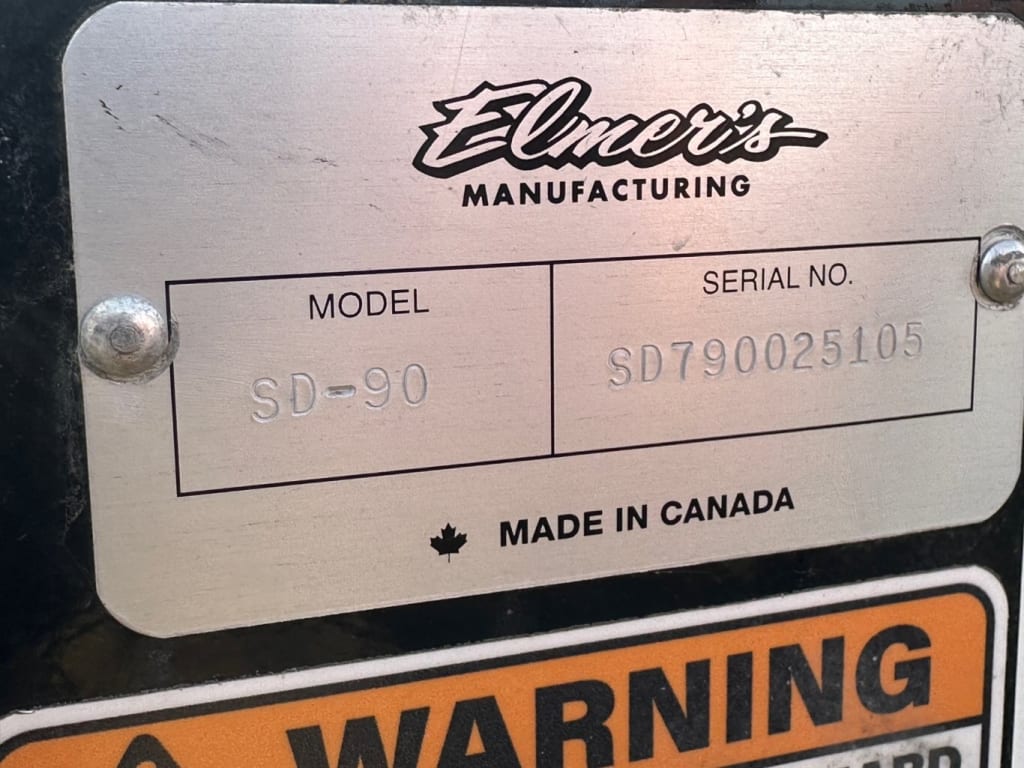 Elmer's
MANUFACTURING
MODEL
SERIAL NO.
SD-90
SD790025105
MADE IN CANADA
WARNING